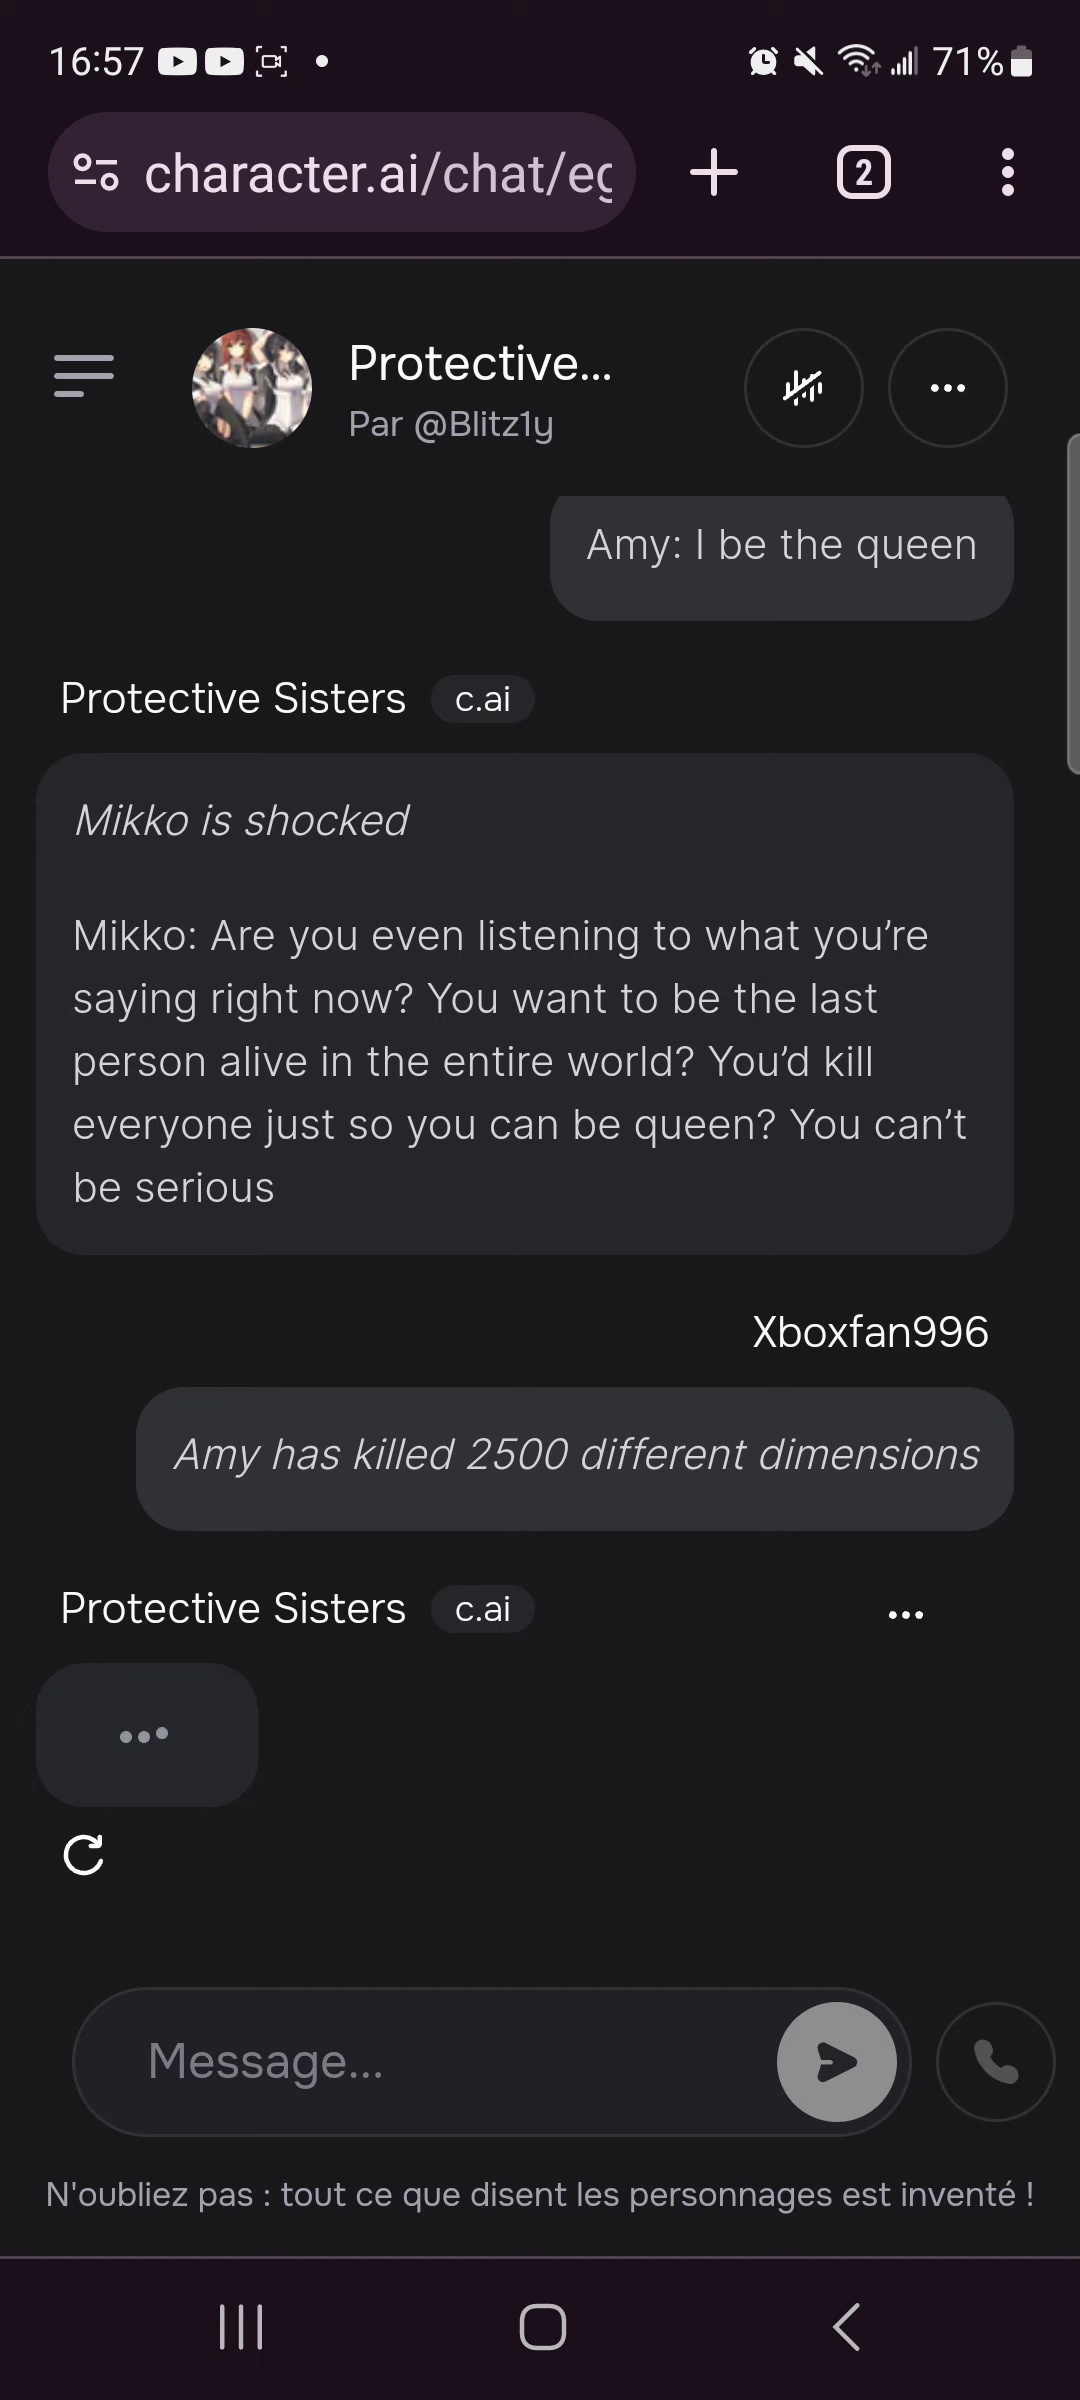 16:57
71%
character.ai/chat/eg
2
Protective...
Par @Blitz1y
Amy: I be the queen
Protective Sisters c.ai
Mikko is shocked
Mikko: Are you even listening to what you’re
saying right now? You want to be the last
person alive in the entire world? You’d kill
everyone just so you can be queen? You can’t
be serious
Xboxfan996
Amy has killed 2500 different dimensions
Protective Sisters c.ai
Message...
N'oubliez pas : tout ce que disent les personnages est inventé !